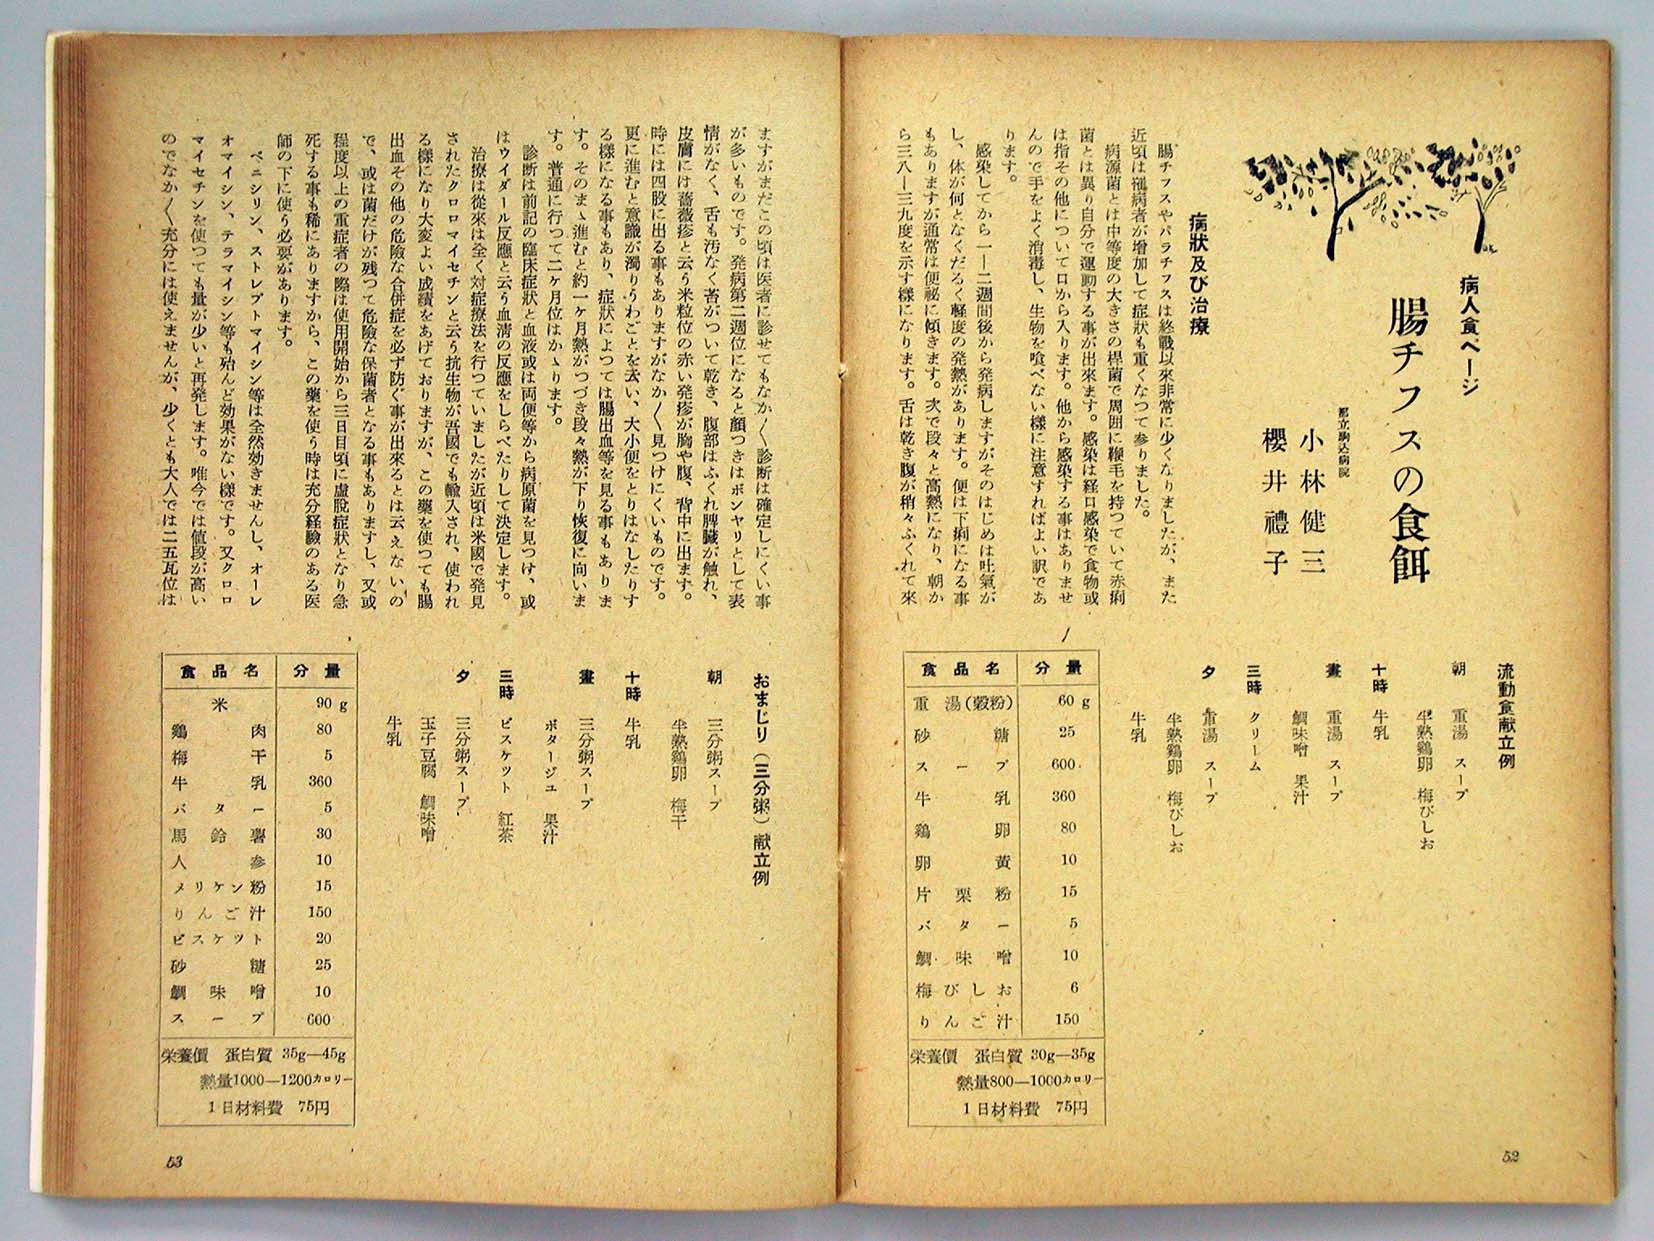 病人食ページ
腸チフスの食餌
都立駒込病院
小林健三
櫻井禮子
病狀及び治療
腸チフスやパラチフスは終戰以來非常に少くなりましたが、また
近頃は罹病者が增加して症狀も重くなつて参りました。
病源菌とは中等度の大きさの桿菌で周囲に鞭毛を持つていて赤痢
菌とは異り自分で運動する事が出来ます。感染は経口感染で食物或
は指その他について口から入ります。他から感染する事はありませ
んので手をよく消毒し、生物を喰べない様に注意すればよい訳であ
ります。
感染してから一―二週間後から発病しますがそのはじめは吐氣が
し、体が何となくだるく軽度の発熱があります。便は下痢になる事
もありますが通常は便秘に傾きます。次で段々と高熱になり、朝か
ら三八―三九度を示す樣になります。舌は乾き腹が稍々ふくれて来
流動食献立例
朝 重湯 スープ
半熟鶏卵 梅びしお
十時 牛乳
晝 重湯 スープ
鯛味噌 果汁
三時 クリーム
夕 重湯 スープ
半熟鶏卵 梅びしお
牛乳
食品名 分量
重湯(穀粉) 60g
砂糖 25
スープ 600
牛乳 360
鶏卵 80
卵黄 10
片栗粉 15
バター 5
鯛味噌 10
梅びしお 6
りんご汁 150
栄養價 蛋白質 30g―35g
熱量800―1000カロリー
1日材料費 75円
52
ますがまだこの頃は医者に診せてもなか〱診断は確定しにくい事
が多いものです。発病第二週位になると顔つきはボンヤリとして表
情がなく、舌も汚なく苔がついて乾き、腹部はふくれ脾臓が触れ、
皮膚には薔薇疹と云う米粒位の赤い発疹が胸や腹、背中に出ます。
時には四股に出る事もありますがなか〱見つけにくいものです。
更に進むと意識が濁りうわごとを云い、大小便をとりはなしたりす
る樣になる事もあり、症狀によつては腸出血等を見る事もありま
す。そのまゝ進むと約一ケ月熱がつづき段々熱が下り恢復に向いま
す。普通に行つて二ケ月位はかゝります。
診断は前記の臨床症狀と血液或は両便等から病原菌を見つけ、或
はウイダール反應と云う血清の反應をしらべたりして決定します。
治療は從來は全く対症療法を行つていましたが近頃は米國で発見
されたクロロマイセチンと云う抗生物が吾國でも輸入され、使われ
る樣になり大変よい成績をあげておりますが、この藥を使つても腸
出血その他の危險な合併症を必ず防ぐ事が出来るとは云えないの
で、或は菌だけが残つて危險な保菌者となる事もありますし、又或
程度以上の重症者の際は使用開始から三日目頃に虛脱症狀となり急
死する事も稀にありますから、この藥を使う時は充分経驗のある医
師の下に使う必要があります。
ペニシリン、ストレプトマイシン等は全然効きませんし、オーレ
オマイシン、テラマイシン等も殆んど効果がない樣です。又クロロ
マイセチンを使つても量が少いと再発します。唯今では値段が高い
のでなか〱充分には使えませんが、少くとも大人では二五瓦位は
おまじり(三分粥)献立例
朝 三分粥スープ
半熟鶏卵 梅干
十時 牛乳
晝 三分粥スープ
ポタージユ 果汁
三時 ビスケツト 紅茶
夕 三分粥スープ
玉子豆腐 鯛味噌
牛乳
食品名 分量
米 90g
鶏肉 80
梅干 5
牛乳 360
バター 5
馬鈴薯 30
人参 10
メリケン粉 15
りんご汁 150
ビスケツト 20
砂糖 25
鯛味噌 10
スープ 600
栄養價 蛋白質 35g―45g
熱量1000―1200カロリー
1日材料費 75円
53